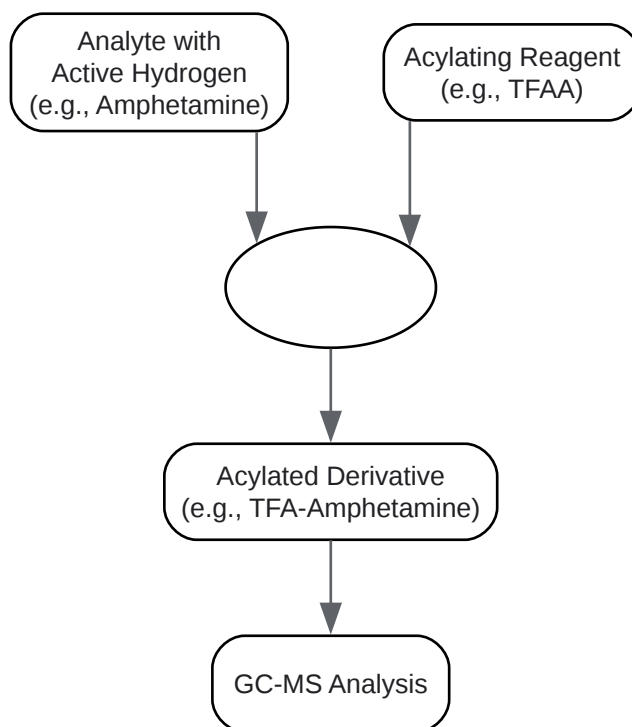 Analyte with
Active Hydrogen
(e.g., Amphetamine)
Acylating Reagent
(e.g., TFAA)
Acylated Derivative
(e.g., TFA-Amphetamine)
GC-MS Analysis